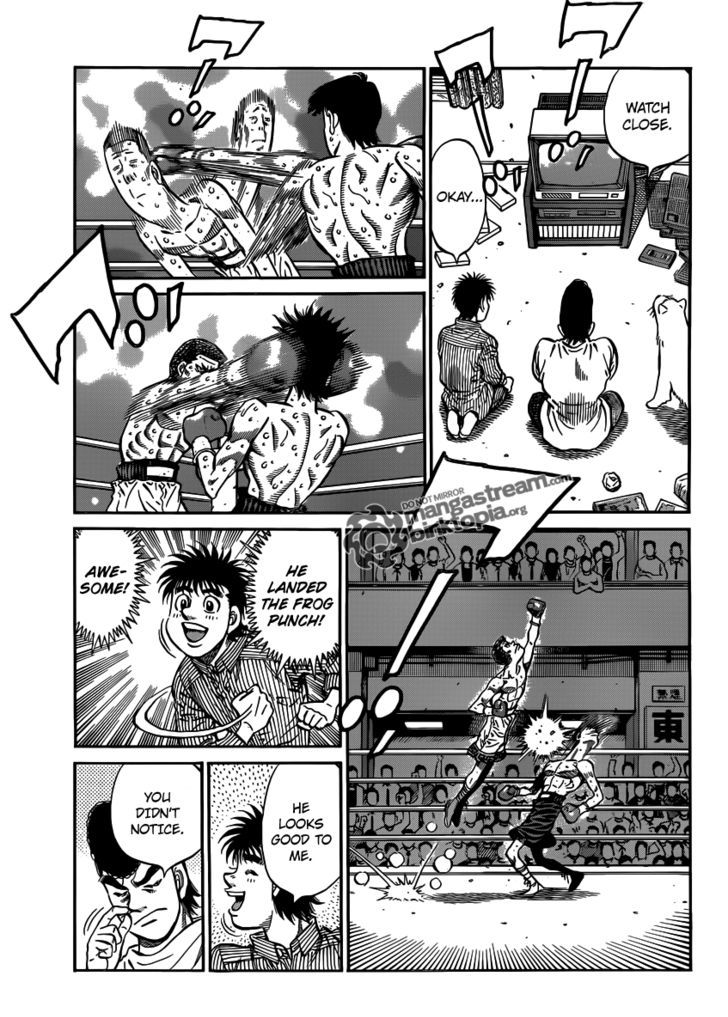 WATCH
CLOSE.
OKAY...
DO NOT MIRROR
mangastream.com
binktopia.org
HE
LANDED
THE FROG
PUNCH!
AWE-
SOME!
東
HE
LOOKS
GOOD TO
ME.
YOU
DIDN'T
NOTICE.